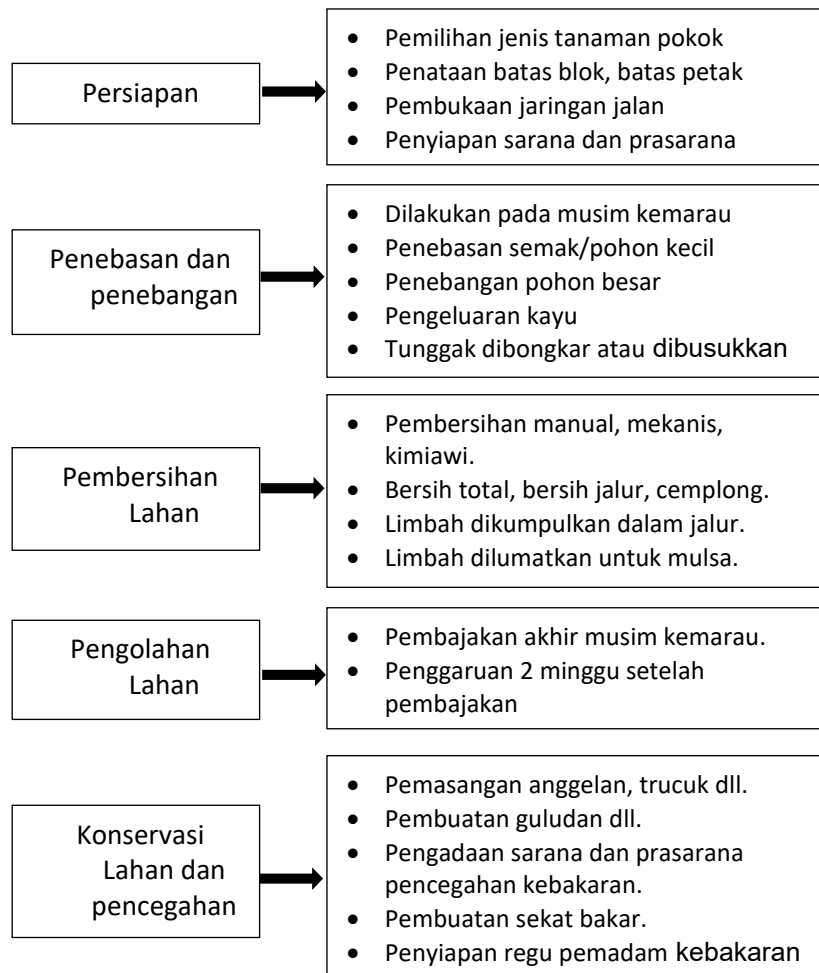 Persiapan
• Pemilihan jenis tanaman pokok
• Penataan batas blok, batas petak
• Pembukaan jaringan jalan
• Penyiapan sarana dan prasarana
Penebasan dan
penebangan
• Dilakukan pada musim kemarau
• Penebasan semak/pohon kecil
• Penebangan pohon besar
• Pengeluaran kayu
• Tunggak dibongkar atau dibusukkan
Pembersihan
Lahan
• Pembersihan manual, mekanis,
kimiawi.
• Bersih total, bersih jalur, cemplong.
• Limbah dikumpulkan dalam jalur.
• Limbah dilumatkan untuk mulsa.
Pengolahan
Lahan
• Pembajakan akhir musim kemarau.
• Penggaruan 2 minggu setelah
pembajakan
Konservasi
Lahan dan
pencegahan
• Pemasangan anggelan, trucuk dll.
• Pembuatan guludan dll.
• Pengadaan sarana dan prasarana
pencegahan kebakaran.
• Pembuatan sekat bakar.
• Penyiapan regu pemadam kebakaran